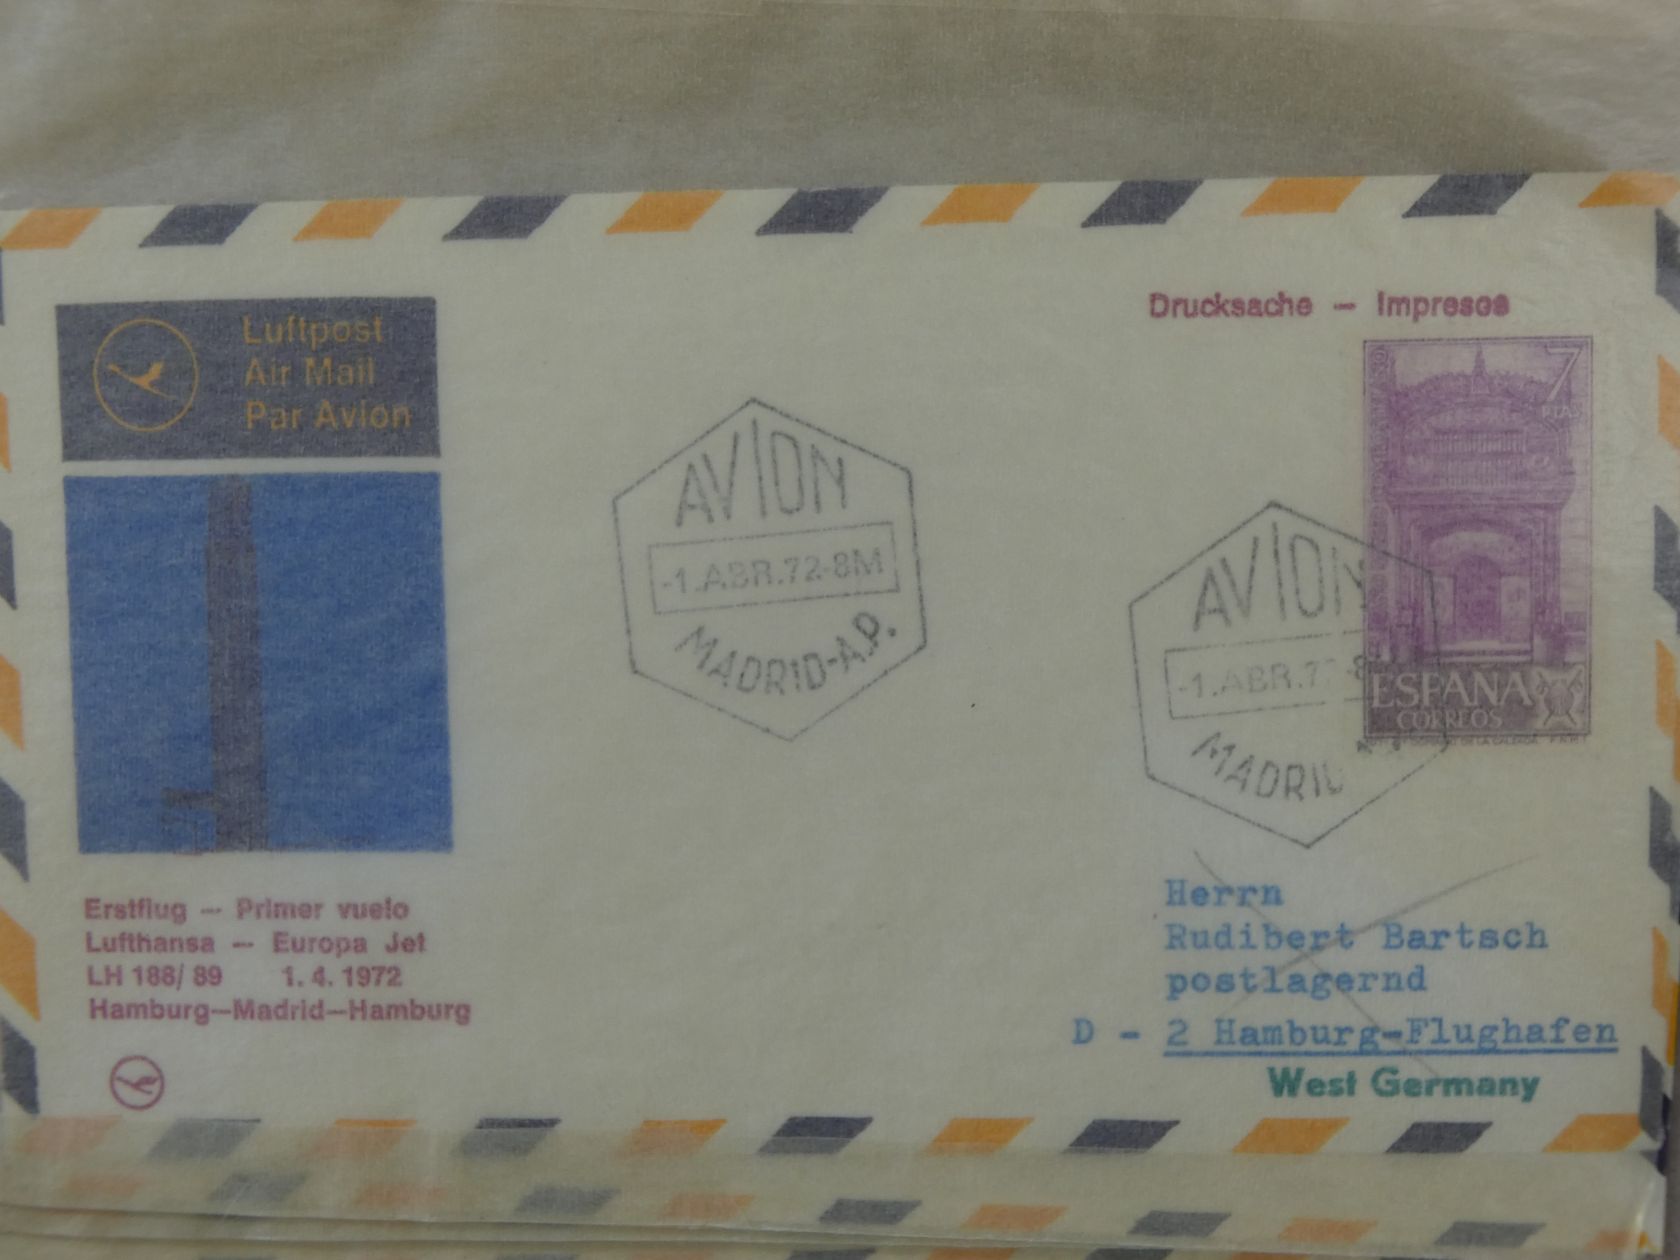 Luftpost
Air Mail
Par Avion
Drucksache – Impresos
7
PTAS
AVION
-1.ABR.72-8M
MADRID-A.P.
AVION
-1.ABR.7 -8
MADRID
ESPAÑA
CORREOS
Erstflug – Primer vuelo
Lufthansa – Europa Jet
LH 188/ 89 1. 4. 1972
Hamburg–Madrid–Hamburg
Herrn
Rudibert Bartsch
postlagernd
D - 2 Hamburg-Flughafen
West Germany